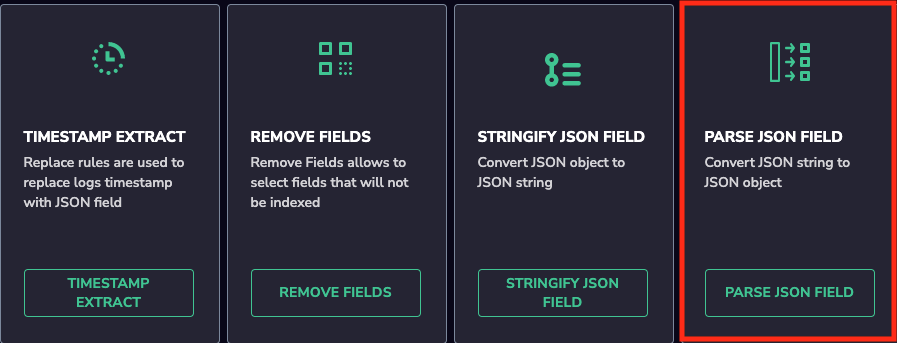 TIMESTAMP EXTRACT
Replace rules are used to
replace logs timestamp
with JSON field
TIMESTAMP
EXTRACT
REMOVE FIELDS
Remove Fields allows to
select fields that will not
be indexed
REMOVE FIELDS
STRINGIFY JSON FIELD
Convert JSON object to
JSON string
STRINGIFY JSON
FIELD
PARSE JSON FIELD
Convert JSON string to
JSON object
PARSE JSON FIELD